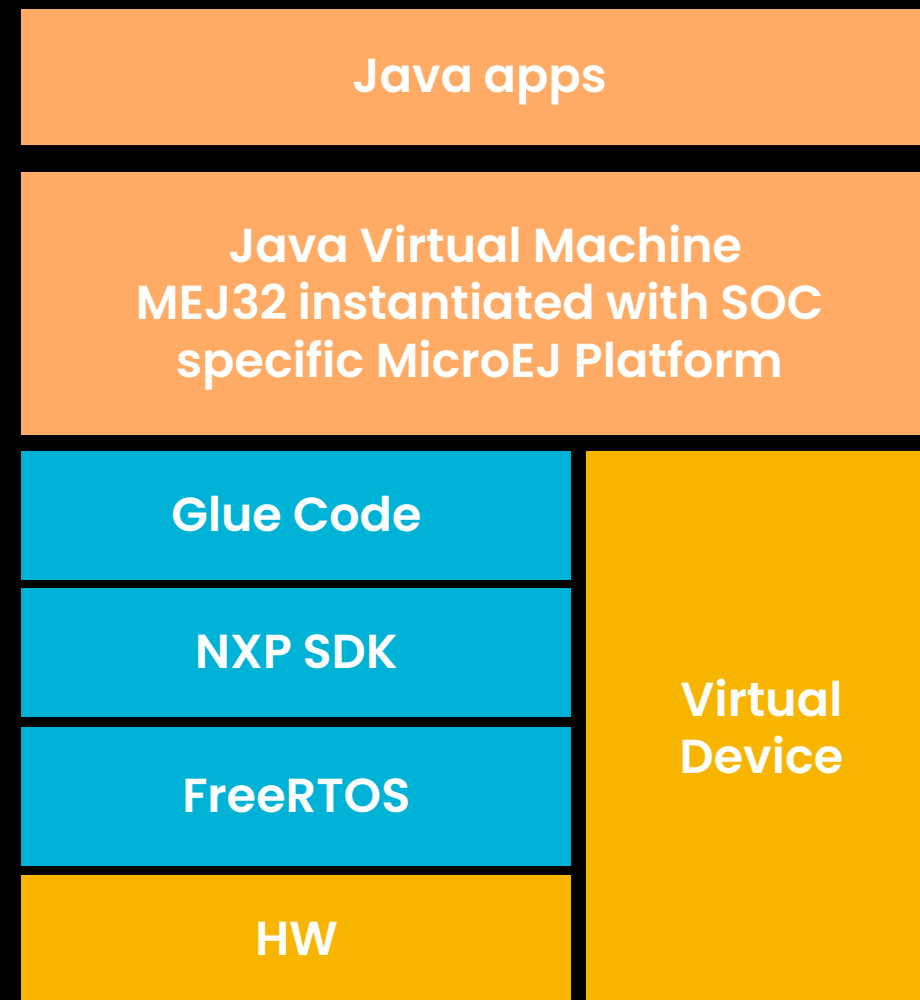 Java apps
Java Virtual Machine
MEJ32 instantiated with SOC
specific MicroEJ Platform
Glue Code
NXP SDK
FreeRTOS
HW
Virtual
Device